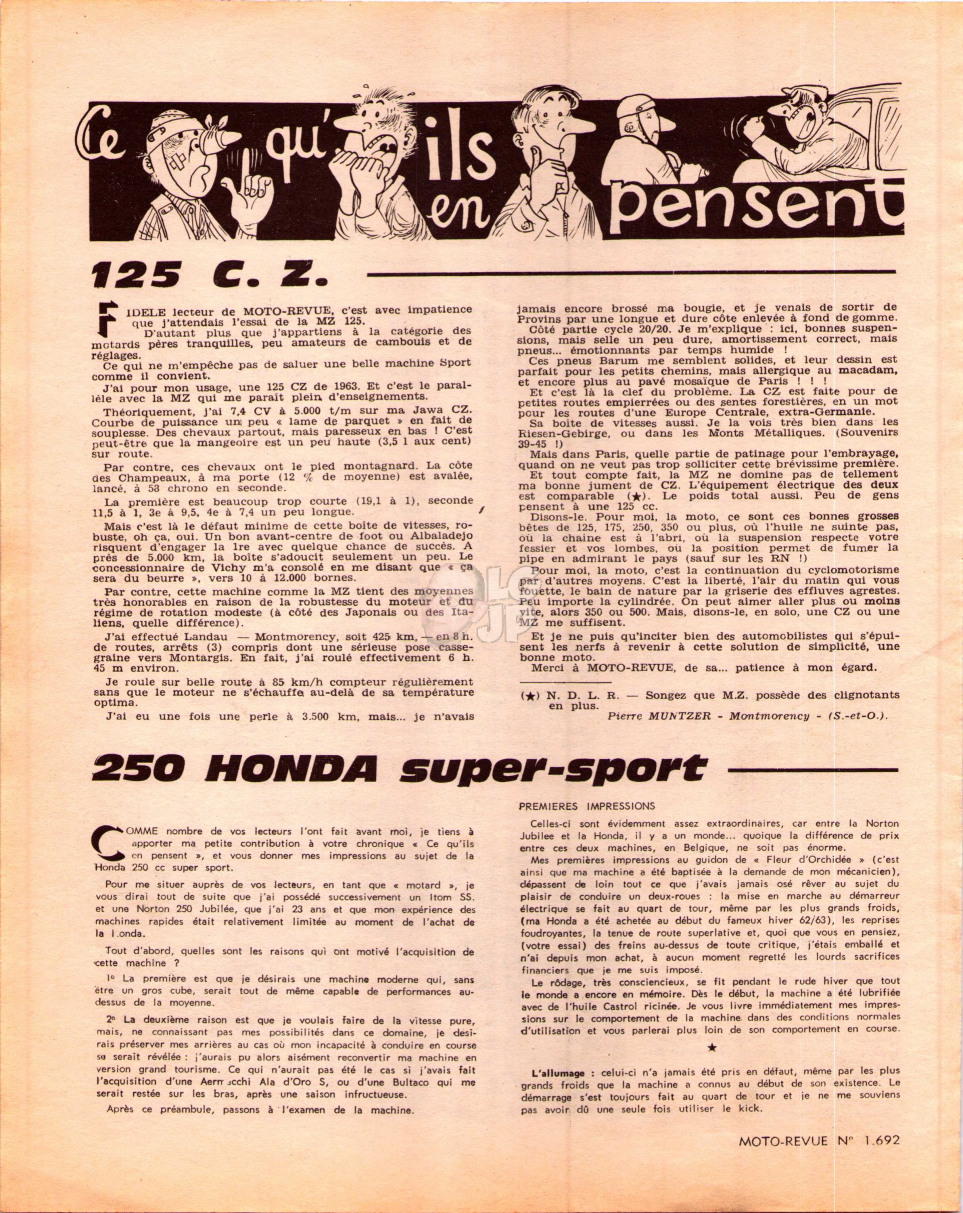 Ce qu'ils en pensent
125 C. Z.
FIDELE lecteur de MOTO-REVUE, c'est avec impatience
que j'attendais l'essai de la MZ 125.
D'autant plus que j'appartiens à la catégorie des
motards pères tranquilles, peu amateurs de cambouis et de
réglages.
Ce qui ne m'empêche pas de saluer une belle machine Sport
comme il convient.
J'ai pour mon usage, une 125 CZ de 1963. Et c'est le paral-
lèle avec la MZ qui me paraît plein d'enseignements.
Théoriquement, j'ai 7,4 CV à 5.000 t/m sur ma Jawa CZ.
Courbe de puissance un peu « lame de parquet » en fait de
souplesse. Des chevaux partout, mais paresseux en bas ! C'est
peut-être que la mangeoire est un peu haute (3,5 l aux cent)
sur route.
Par contre, ces chevaux ont le pied montagnard. La côte
des Champeaux, à ma porte (12 % de moyenne) est avalée,
lancé, à 53 chrono en seconde.
La première est beaucoup trop courte (19,1 à 1), seconde
11,5 à 1, 3e à 9,5, 4e à 7,4 un peu longue.
Mais c'est là le défaut minime de cette boîte de vitesses, ro-
buste, oh ça, oui. Un bon avant-centre de foot ou Albaladejo
risquent d'engager la 1re avec quelque chance de succès. A
près de 5.000 km, la boîte s'adoucit seulement un peu. Le
concessionnaire de Vichy m'a consolé en me disant que « ça
sera du beurre », vers 10 à 12.000 bornes.
Par contre, cette machine comme la MZ tient des moyennes
très honorables en raison de la robustesse du moteur et du
régime de rotation modeste (à côté des Japonais ou des Ita-
liens, quelle différence).
J'ai effectué Landau — Montmorency, soit 425 km, — en 8 h.
de routes, arrêts (3) compris dont une sérieuse pose casse-
graine vers Montargis. En fait, j'ai roulé effectivement 6 h.
45 m environ.
Je roule sur belle route à 85 km/h compteur régulièrement
sans que le moteur ne s'échauffe au-delà de sa température
optima.
J'ai eu une fois une perle à 3.500 km, mais... je n'avais
jamais encore brossé ma bougie, et je venais de sortir de
Provins par une longue et dure côte enlevée à fond de gomme.
Côté partie cycle 20/20. Je m'explique : ici, bonnes suspen-
sions, mais selle un peu dure, amortissement correct, mais
pneus... émotionnants par temps humide !
Ces pneus Barum me semblent solides, et leur dessin est
parfait pour les petits chemins, mais allergique au macadam,
et encore plus au pavé mosaïque de Paris ! ! !
Et c'est là la clef du problème. La CZ est faite pour de
petites routes empierrées ou des sentes forestières, en un mot
pour les routes d'une Europe Centrale, extra-Germanie.
Sa boîte de vitesses aussi. Je la vois très bien dans les
Riesen-Gebirge, ou dans les Monts Métalliques. (Souvenirs
39-45 !)
Mais dans Paris, quelle partie de patinage pour l'embrayage,
quand on ne veut pas trop solliciter cette brévissime première.
Et tout compte fait, la MZ ne domine pas de tellement
ma bonne jument de CZ. L'équipement électrique des deux
est comparable (★). Le poids total aussi. Peu de gens
pensent à une 125 cc.
Disons-le. Pour moi, la moto, ce sont ces bonnes grosses
bêtes de 125, 175, 250, 350 ou plus, où l'huile ne suinte pas,
où la chaine est à l'abri, où la suspension respecte votre
fessier et vos lombes, où la position permet de fumer la
pipe en admirant le pays (sauf sur les RN !)
Pour moi, la moto, c'est la continuation du cyclomotorisme
par d'autres moyens. C'est la liberté, l'air du matin qui vous
fouette, le bain de nature par la griserie des effluves agrestes.
Peu importe la cylindrée. On peut aimer aller plus ou moins
vite, alors 350 ou 500. Mais, disons-le, en solo, une CZ ou une
MZ me suffisent.
Et je ne puis qu'inciter bien des automobilistes qui s'épui-
sent les nerfs à revenir à cette solution de simplicité, une
bonne moto.
Merci à MOTO-REVUE, de sa... patience à mon égard.
(★) N. D. L. R. — Songez que M.Z. possède des clignotants
en plus.
Pierre MUNTZER - Montmorency - (S.-et-O.).
250 HONDA super-sport
COMME nombre de vos lecteurs l'ont fait avant moi, je tiens à
apporter ma petite contribution à votre chronique « Ce qu'ils
en pensent », et vous donner mes impressions au sujet de la
Honda 250 cc super sport.
Pour me situer auprès de vos lecteurs, en tant que « motard », je
vous dirai tout de suite que j'ai possédé successivement un Itom SS.
et une Norton 250 Jubilée, que j'ai 23 ans et que mon expérience des
machines rapides était relativement limitée au moment de l'achat de
la Honda.
Tout d'abord, quelles sont les raisons qui ont motivé l'acquisition de
cette machine ?
1° La première est que je désirais une machine moderne qui, sans
être un gros cube, serait tout de même capable de performances au-
dessus de la moyenne.
2° La deuxième raison est que je voulais faire de la vitesse pure,
mais, ne connaissant pas mes possibilités dans ce domaine, je desi-
rais préserver mes arrières au cas où mon incapacité à conduire en course
se serait révélée : j'aurais pu alors aisément reconvertir ma machine en
version grand tourisme. Ce qui n'aurait pas été le cas si j'avais fait
l'acquisition d'une Aermacchi Ala d'Oro S, ou d'une Bultaco qui me
serait restée sur les bras, après une saison infructueuse.
Après ce préambule, passons à l'examen de la machine.
PREMIERES IMPRESSIONS
Celles-ci sont évidemment assez extraordinaires, car entre la Norton
Jubilee et la Honda, il y a un monde... quoique la différence de prix
entre ces deux machines, en Belgique, ne soit pas énorme.
Mes premières impressions au guidon de « Fleur d'Orchidée » (c'est
ainsi que ma machine a été baptisée à la demande de mon mécanicien),
dépassent de loin tout ce que j'avais jamais osé rêver au sujet du
plaisir de conduire un deux-roues : la mise en marche au démarreur
électrique se fait au quart de tour, même par les plus grands froids,
(ma Honda a été achetée au début du fameux hiver 62/63), les reprises
foudroyantes, la tenue de route superlative et, quoi que vous en pensiez,
(votre essai) des freins au-dessus de toute critique, j'étais emballé et
n'ai depuis mon achat, à aucun moment regretté les lourds sacrifices
financiers que je me suis imposé.
Le rôdage, très consciencieux, se fit pendant le rude hiver que tout
le monde a encore en mémoire. Dès le début, la machine a été lubrifiée
avec de l'huile Castrol ricinée. Je vous livre immédiatement mes impres-
sions sur le comportement de la machine dans des conditions normales
d'utilisation et vous parlerai plus loin de son comportement en course.
★
L'allumage : celui-ci n'a jamais été pris en défaut, même par les plus
grands froids que la machine a connus au début de son existence. Le
démarrage s'est toujours fait au quart de tour et je ne me souviens
pas avoir dû une seule fois utiliser le kick.
MOTO-REVUE N° 1.692